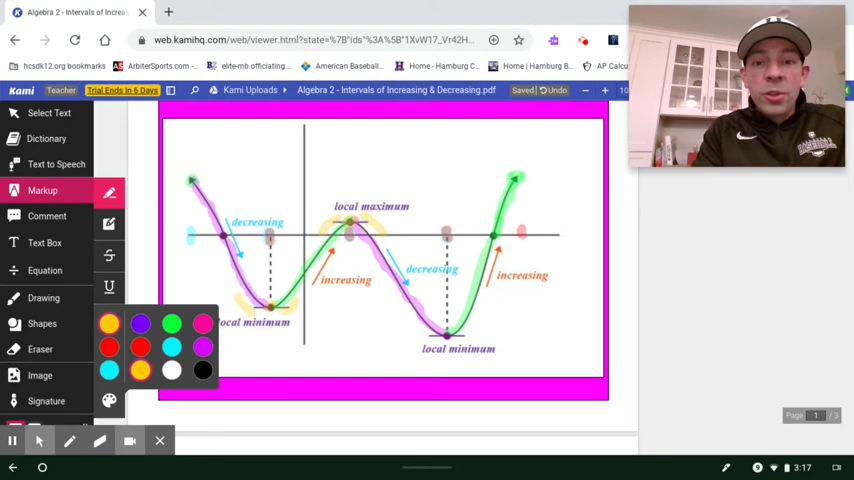 Algebra 2 - Intervals of Increas
web.kamihq.com/web/viewer.html?state=%7B"ids"%3A%5B"1XvW17_Vr42H...
hcsdk12.org bookmarks
ArbiterSports.com -...
elite-mb.officiating...
American Baseball...
Home - Hamburg C...
Home | Hamburg B...
AP Calcu
Kami
Teacher
Trial Ends In 6 Days
Kami Uploads
Algebra 2 - Intervals of Increasing & Decreasing.pdf
Saved
Undo
10
Select Text
Dictionary
Text to Speech
Markup
Comment
Text Box
Equation
Drawing
Shapes
Eraser
Image
Signature
local maximum
decreasing
increasing
decreasing
increasing
local minimum
local minimum
Page 1 / 3
9
3:17